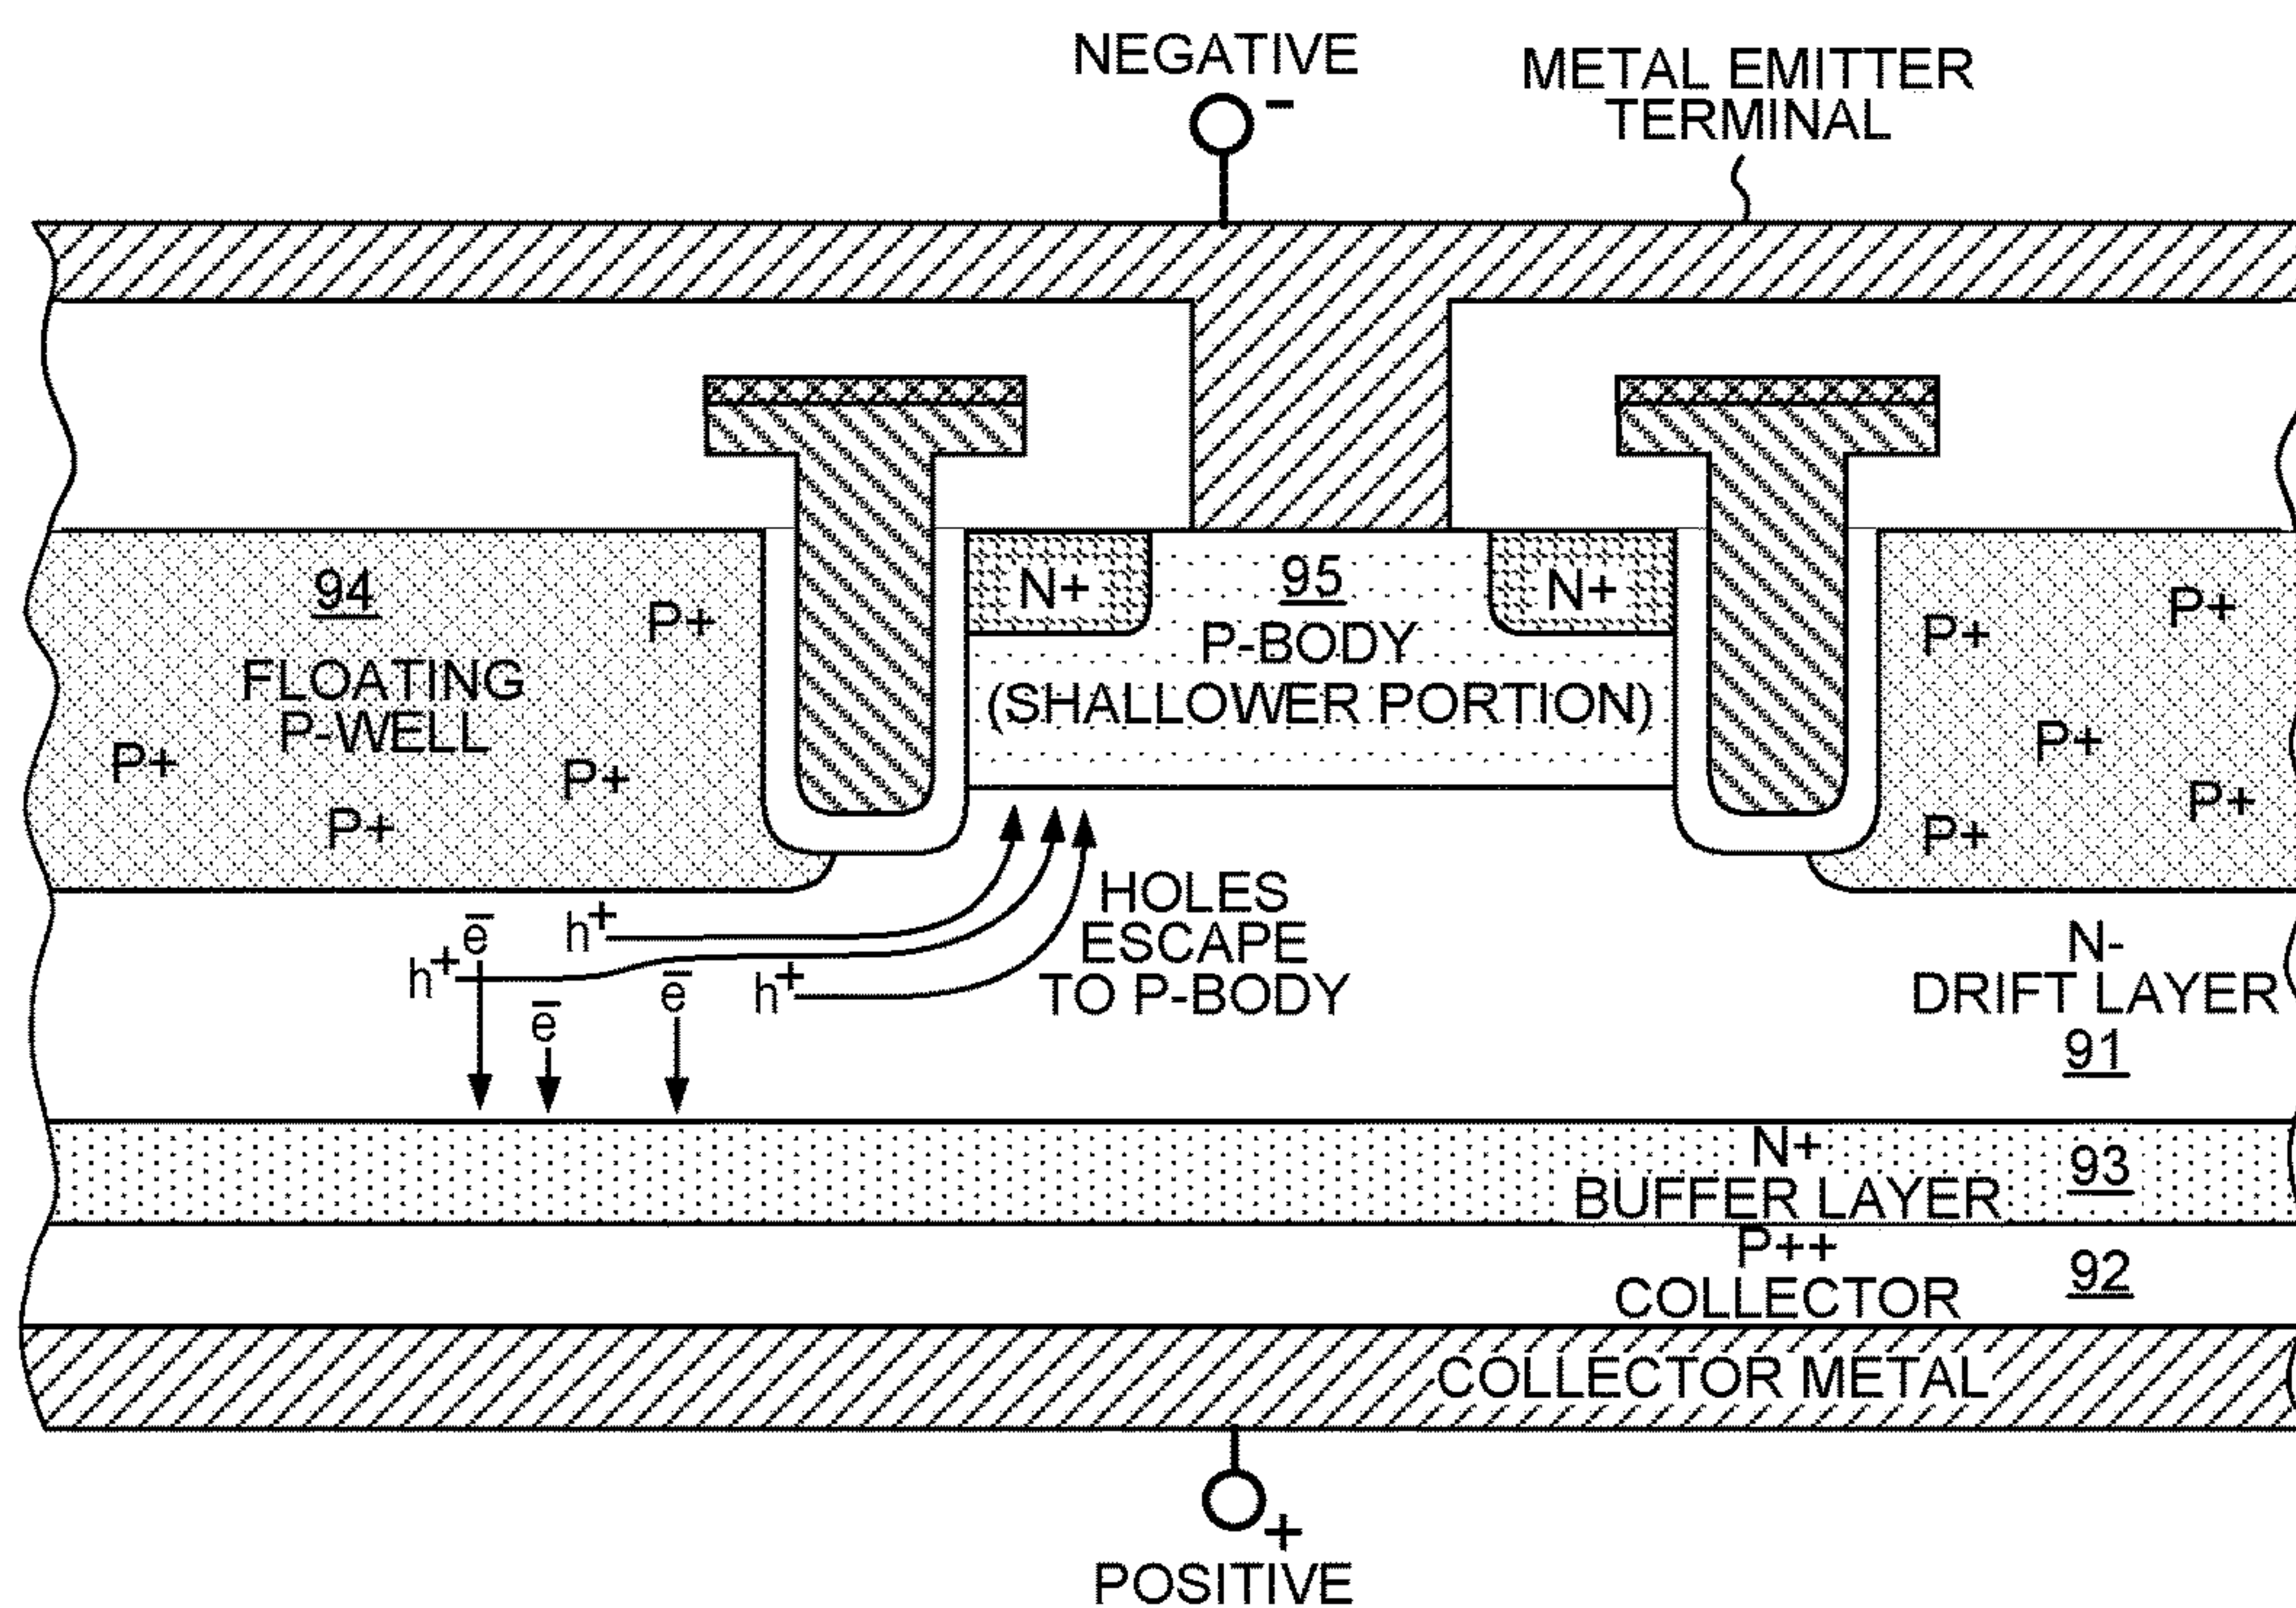 NEGATIVE
-
METAL EMITTER
TERMINAL
94
P+
FLOATING
P-WELL
P+
P+
P+
N+
95
N+
P-BODY
(SHALLOWER PORTION)
P+
P+
P+
P+
P+
h+
e-
h+
e-
e-
h+
HOLES
ESCAPE
TO P-BODY
N-
DRIFT LAYER
91
N+
BUFFER LAYER
93
P++
COLLECTOR
92
COLLECTOR METAL
+
POSITIVE